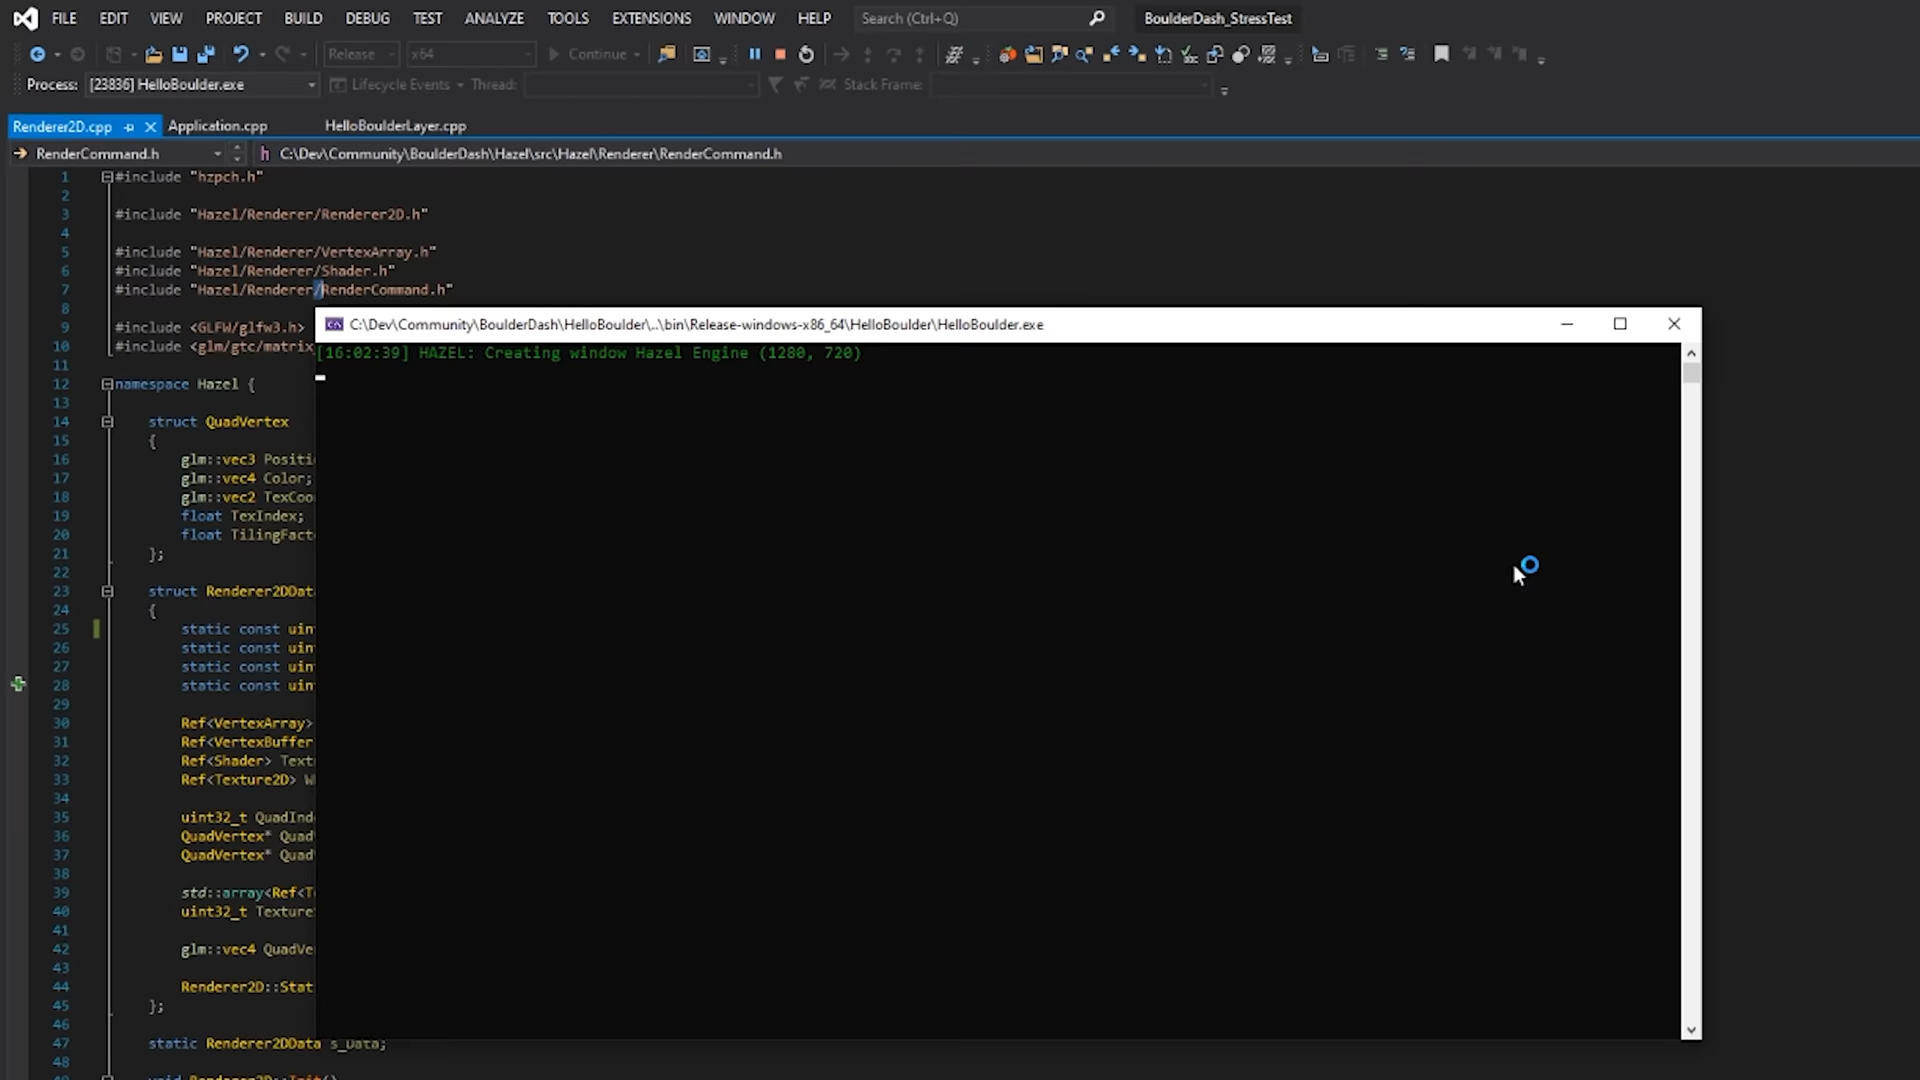 FILE EDIT VIEW PROJECT BUILD DEBUG TEST ANALYZE TOOLS EXTENSIONS WINDOW HELP Search (Ctrl+Q) BoulderDash_StressTest
Release x64 Continue
Process: [23836] HelloBoulder.exe Lifecycle Events Thread: Stack Frame:
Renderer2D.cpp Application.cpp HelloBoulderLayer.cpp
RenderCommand.h C:\Dev\Community\BoulderDash\Hazel\src\Hazel\Renderer\RenderCommand.h
1 #include "hzpch.h"
2
3 #include "Hazel/Renderer/Renderer2D.h"
4
5 #include "Hazel/Renderer/VertexArray.h"
6 #include "Hazel/Renderer/Shader.h"
7 #include "Hazel/Renderer/RenderCommand.h"
8
9 #include <GLFW/glfw3.h>
10 #include <glm/gtc/matrix
11
12 namespace Hazel {
13
14 struct QuadVertex
15 {
16 glm::vec3 Positi
17 glm::vec4 Color;
18 glm::vec2 TexCoo
19 float TexIndex;
20 float TilingFact
21 };
22
23 struct Renderer2DDat
24 {
25 static const uin
26 static const uin
27 static const uin
28 static const uin
29
30 Ref<VertexArray>
31 Ref<VertexBuffer
32 Ref<Shader> Text
33 Ref<Texture2D> W
34
35 uint32_t QuadInd
36 QuadVertex* Quad
37 QuadVertex* Quad
38
39 std::array<Ref<T
40 uint32_t Texture
41
42 glm::vec4 QuadVe
43
44 Renderer2D::Stat
45 };
46
47 static Renderer2DData s_Data;
48
49 void Renderer2D::Init()
C:\Dev\Community\BoulderDash\HelloBoulder\..\bin\Release-windows-x86_64\HelloBoulder\HelloBoulder.exe
[16:02:39] HAZEL: Creating window Hazel Engine (1280, 720)